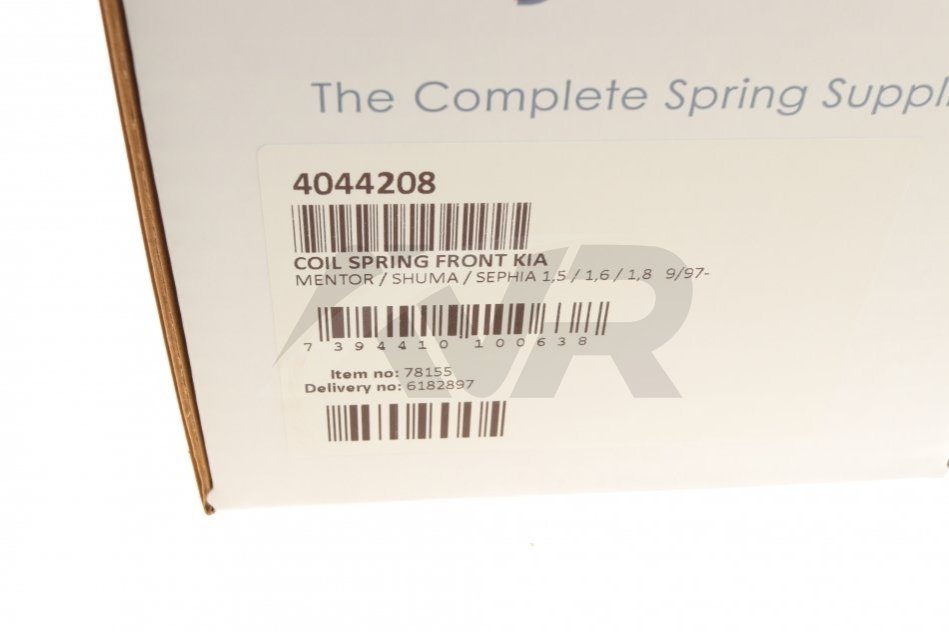 The Complete Spring Suppli
4044208
COIL SPRING FRONT KIA
MENTOR / SHUMA / SEPHIA 1,5 / 1,6 / 1,8 9/97-
7 394410 100638
Item no: 78155
Delivery no: 6182897